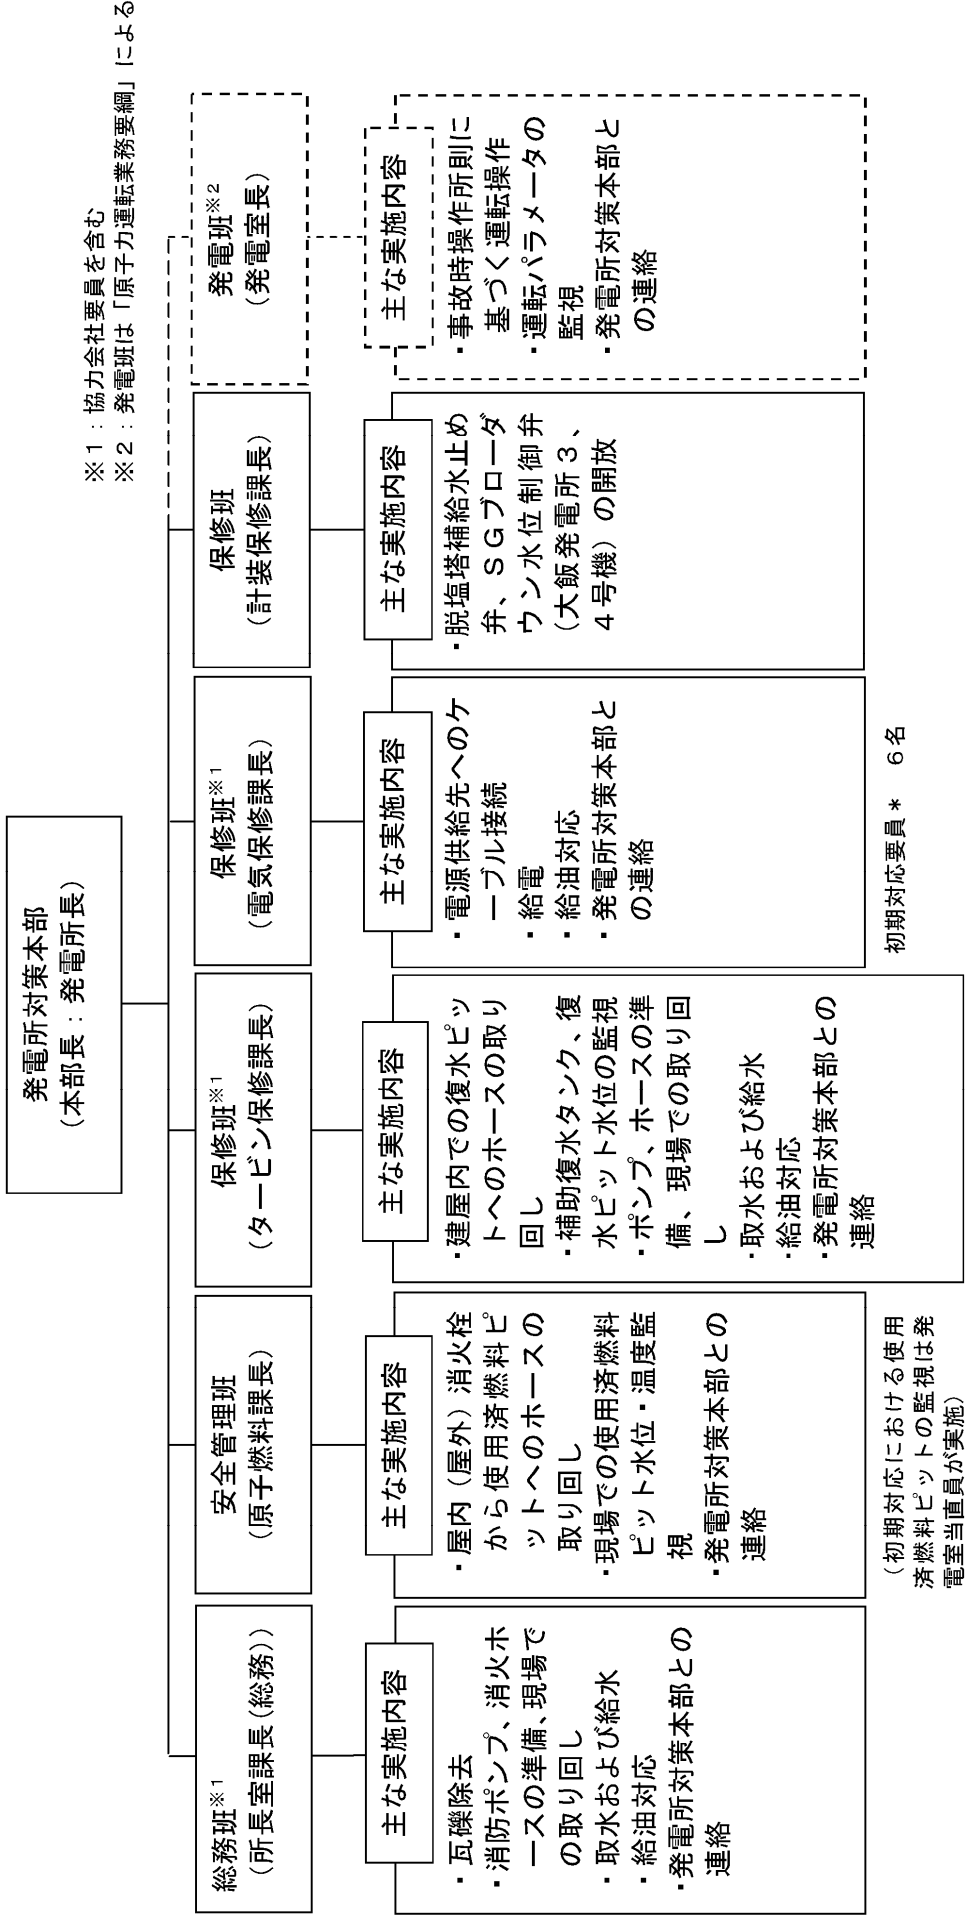 ※１：協力会社要員を含む
※２：発電班は「原子力運転業務要綱」による
発電所対策本部
（本部長：発電所長）
総務班※１
（所長室課長（総務））
主な実施内容
・瓦礫除去
・消防ポンプ、消火ホ
ースの準備、現場で
の取り回し
・取水および給水
・給油対応
・発電所対策本部との
連絡
安全管理班
（原子燃料課長）
主な実施内容
・屋内（屋外）消火栓
から使用済燃料ピ
ットへのホースの
取り回し
・現場での使用済燃料
ピット水位・温度監
視
・発電所対策本部との
連絡
（初期対応における使用
済燃料ピットの監視は発
電室当直員が実施）
保修班※１
（タービン保修課長）
主な実施内容
・建屋内での復水ピッ
トへのホースの取り
回し
・補助復水タンク、復
水ピット水位の監視
・ポンプ、ホースの準
備、現場での取り回
し
・取水および給水
・給油対応
・発電所対策本部との
連絡
保修班※１
（電気保修課長）
主な実施内容
・電源供給先へのケ
ーブル接続
・給電
・給油対応
・発電所対策本部と
の連絡
初期対応要員＊　６名
保修班
（計装保修課長）
主な実施内容
・脱塩塔補給水止め
弁、ＳＧブローダ
ウン水位制御弁
（大飯発電所３、
４号機）の開放
発電班※２
（発電室長）
主な実施内容
・事故時操作所則に
基づく運転操作
・運転パラメータの
監視
・発電所対策本部と
の連絡